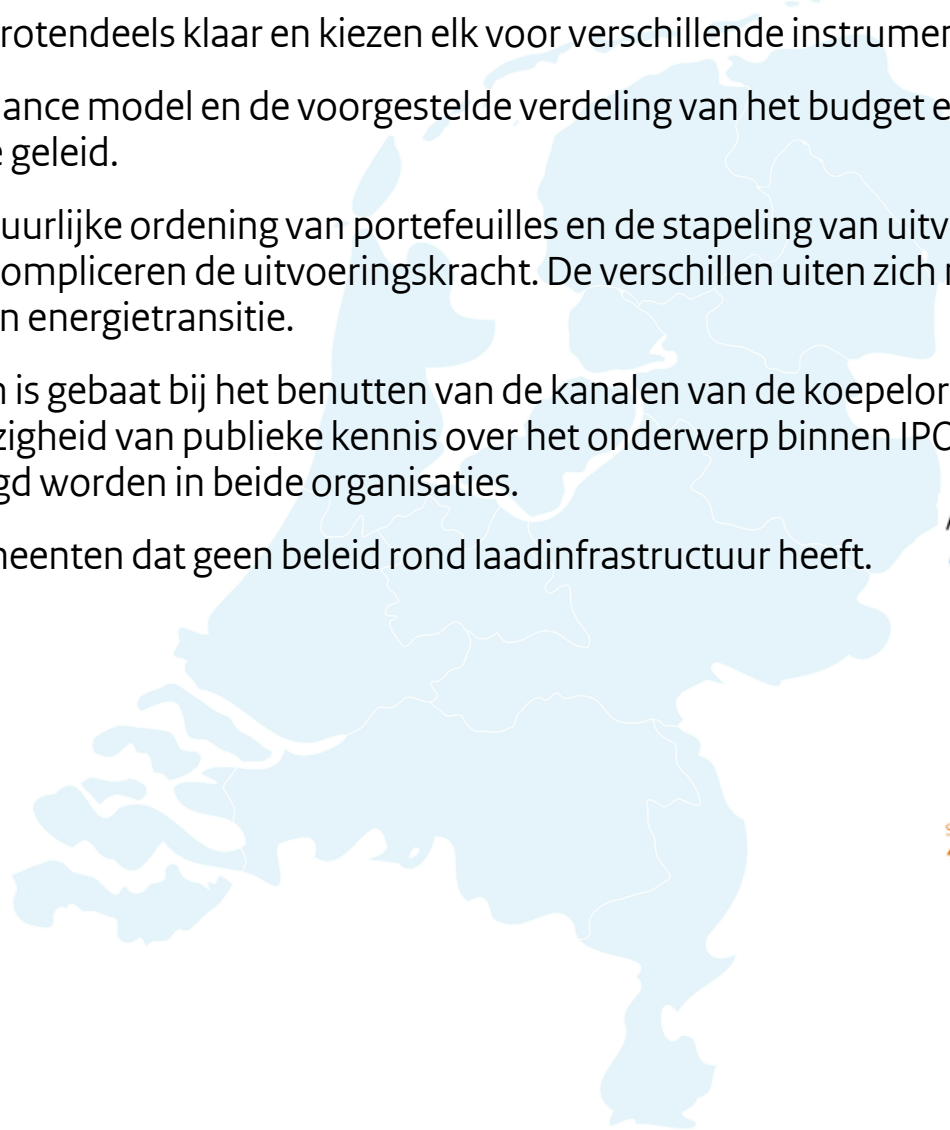 rotendeels klaar en kiezen elk voor verschillende instrumen
ance model en de voorgestelde verdeling van het budget e
geleid.
uurlijke ordening van portefeuilles en de stapeling van uitv
ompliceren de uitvoeringskracht. De verschillen uiten zich
n energietransitie.
is gebaat bij het benutten van de kanalen van de koepelor
zigheid van publieke kennis over het onderwerp binnen IPO
gd worden in beide organisaties.
eenten dat geen beleid rond laadinfrastructuur heeft.